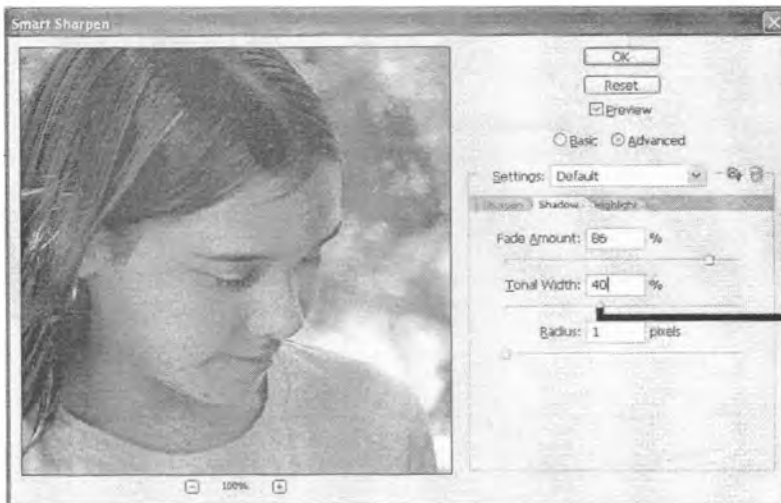 Smart Sharpen
OK
Reset
Preview
Basic Advanced
Settings: Default
Sharpen Shadow Highlight
Fade Amount: 86 %
Tonal Width: 40 %
Radius: 1 pixels
100%